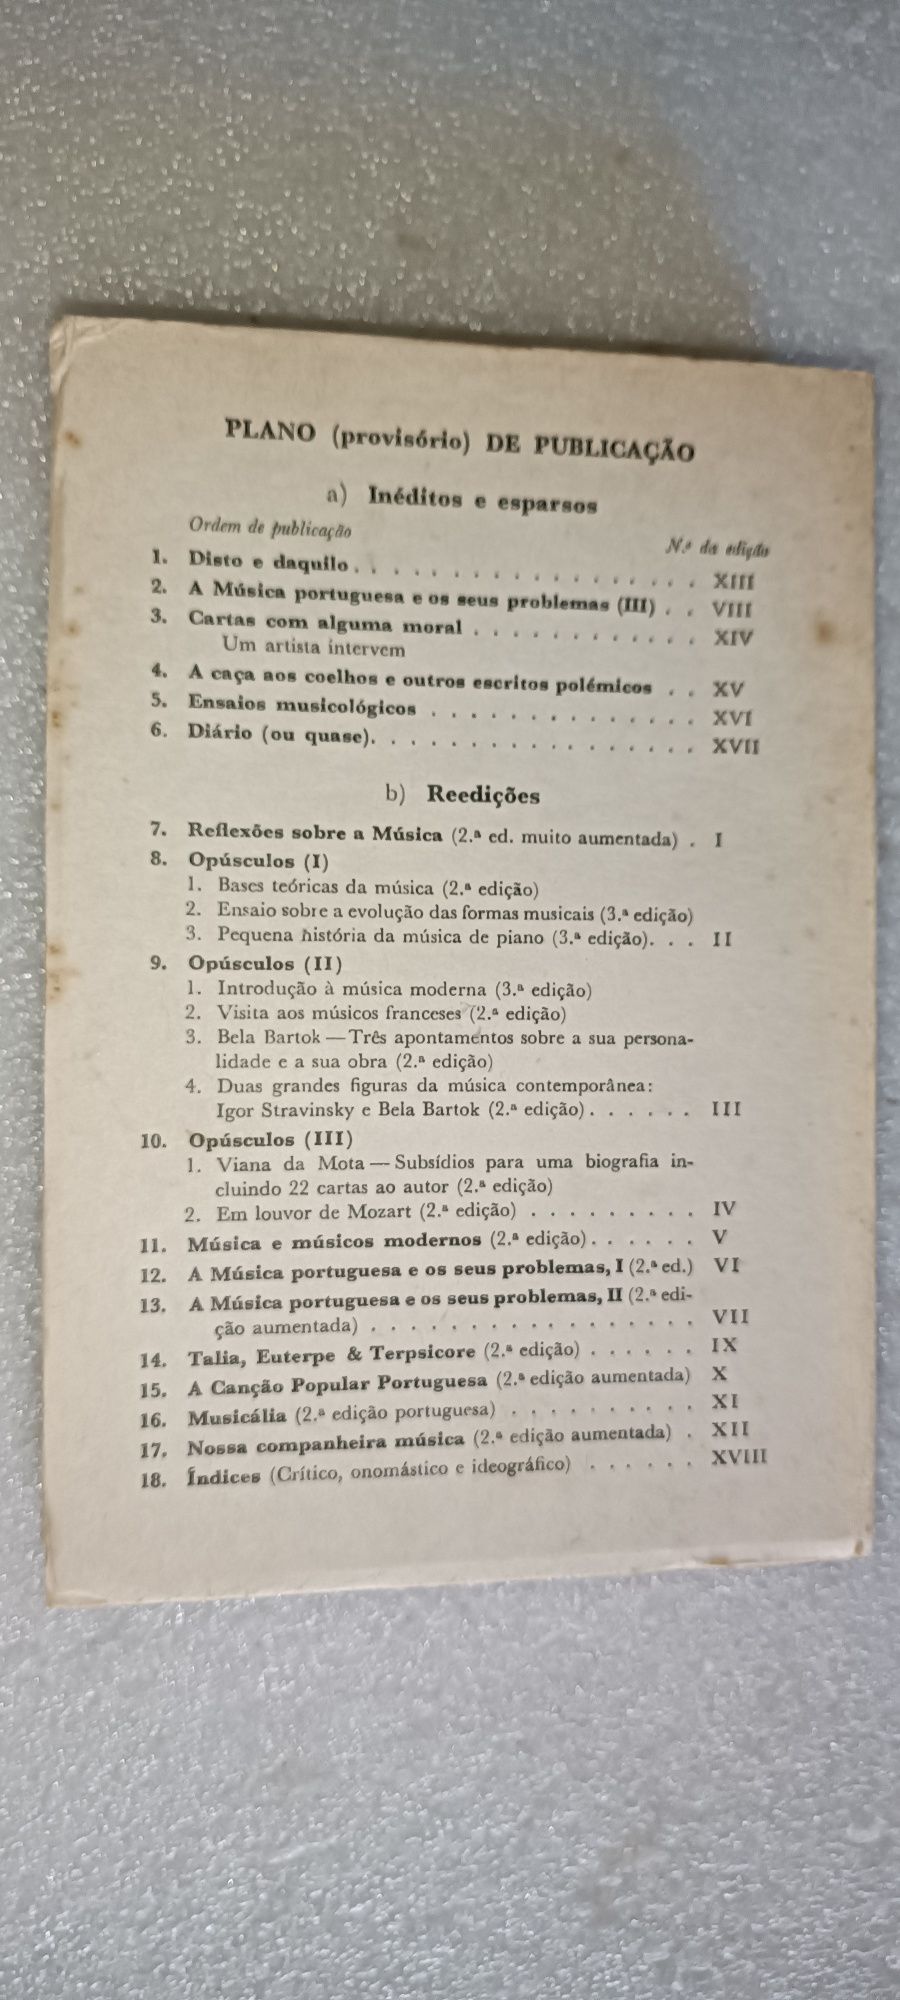 PLANO (provisório) DE PUBLICAÇÃO
a) Inéditos e esparsos
Ordem de publicação N.º da edição
1. Disto e daquilo . . . . . . . . . . . . . . . . . . XIII
2. A Música portuguesa e os seus problemas (III) . . VIII
3. Cartas com alguma moral . . . . . . . . . . . . XIV
Um artista intervem
4. A caça aos coelhos e outros escritos polémicos . . XV
5. Ensaios musicológicos . . . . . . . . . . . . . . XVI
6. Diário (ou quase). . . . . . . . . . . . . . . . . XVII
b) Reedições
7. Reflexões sobre a Música (2.ª ed. muito aumentada) . I
8. Opúsculos (I)
1. Bases teóricas da música (2.ª edição)
2. Ensaio sobre a evolução das formas musicais (3.ª edição)
3. Pequena história da música de piano (3.ª edição). . . II
9. Opúsculos (II)
1. Introdução à música moderna (3.ª edição)
2. Visita aos músicos franceses (2.ª edição)
3. Bela Bartok — Três apontamentos sobre a sua persona-
lidade e a sua obra (2.ª edição)
4. Duas grandes figuras da música contemporânea:
Igor Stravinsky e Bela Bartok (2.ª edição) . . . . . . III
10. Opúsculos (III)
1. Viana da Mota — Subsídios para uma biografia in-
cluindo 22 cartas ao autor (2.ª edição)
2. Em louvor de Mozart (2.ª edição) . . . . . . . . . IV
11. Música e músicos modernos (2.ª edição) . . . . . . V
12. A Música portuguesa e os seus problemas, I (2.ª ed.) VI
13. A Música portuguesa e os seus problemas, II (2.ª edi-
ção aumentada) . . . . . . . . . . . . . . . . . VII
14. Talia, Euterpe & Terpsicore (2.ª edição) . . . . . . IX
15. A Canção Popular Portuguesa (2.ª edição aumentada) X
16. Musicália (2.ª edição portuguesa) . . . . . . . . . . XI
17. Nossa companheira música (2.ª edição aumentada) . XII
18. Índices (Crítico, onomástico e ideográfico) . . . . . . XVIII